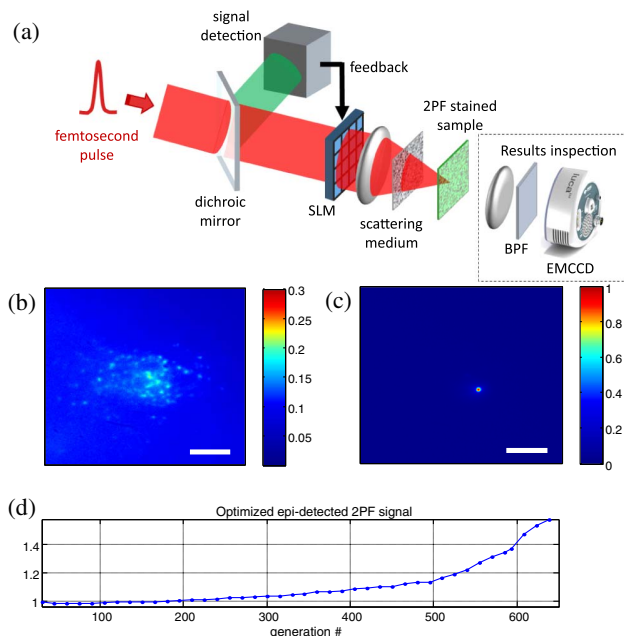 (a)
signal
detection
feedback
femtosecond
pulse
dichroic
mirror
SLM
scattering
medium
2PF stained
sample
Results inspection
luca
BPF
EMCCD
(b)
0.3
0.25
0.2
0.15
0.1
0.05
(c)
1
0.8
0.6
0.4
0.2
0
(d)
Optimized epi-detected 2PF signal
1.4
1.2
1
100
200
300
400
500
600
generation #